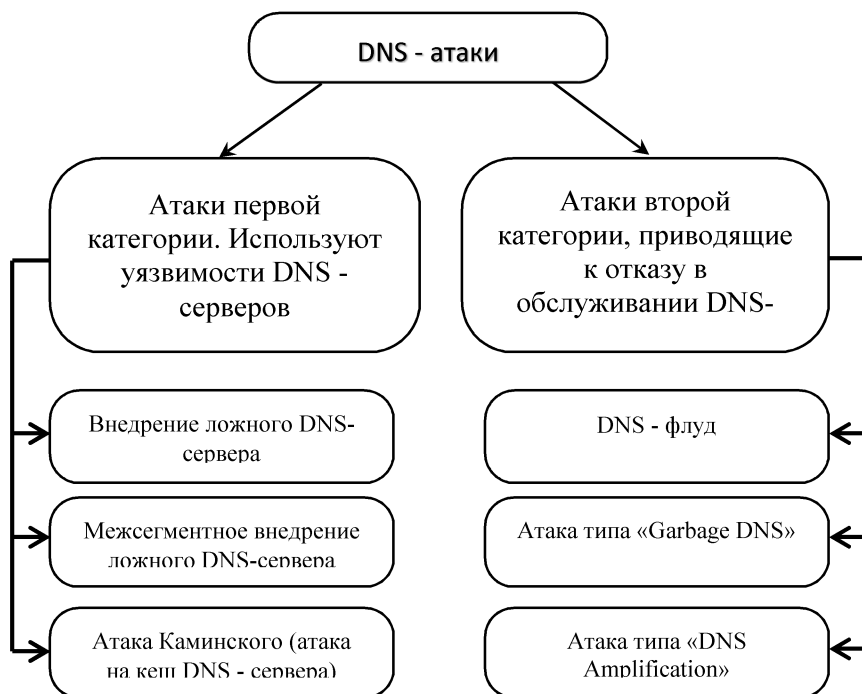 DNS - атаки
Атаки первой
категории. Используют
уязвимости DNS -
серверов
Атаки второй
категории, приводящие
к отказу в
обслуживании DNS-
Внедрение ложного DNS-
сервера
DNS - флуд
Межсегментное внедрение
ложного DNS-сервера
Атака типа «Garbage DNS»
Атака Каминского (атака
на кеш DNS - сервера)
Атака типа «DNS
Amplification»